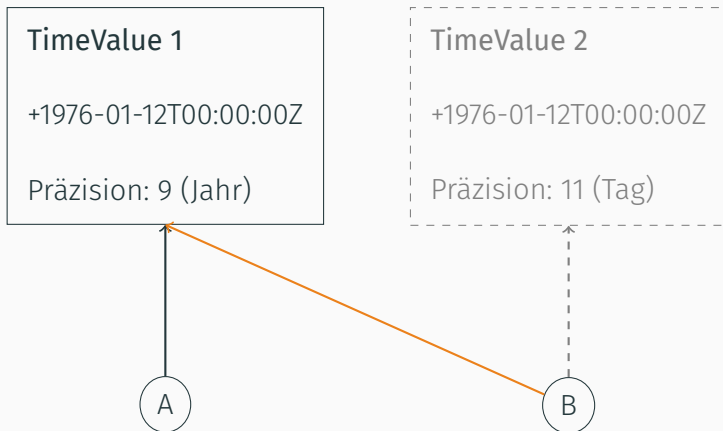 TimeValue 1
+1976-01-12T00:00:00Z
Präzision: 9 (Jahr)
TimeValue 2
+1976-01-12T00:00:00Z
Präzision: 11 (Tag)
A
B